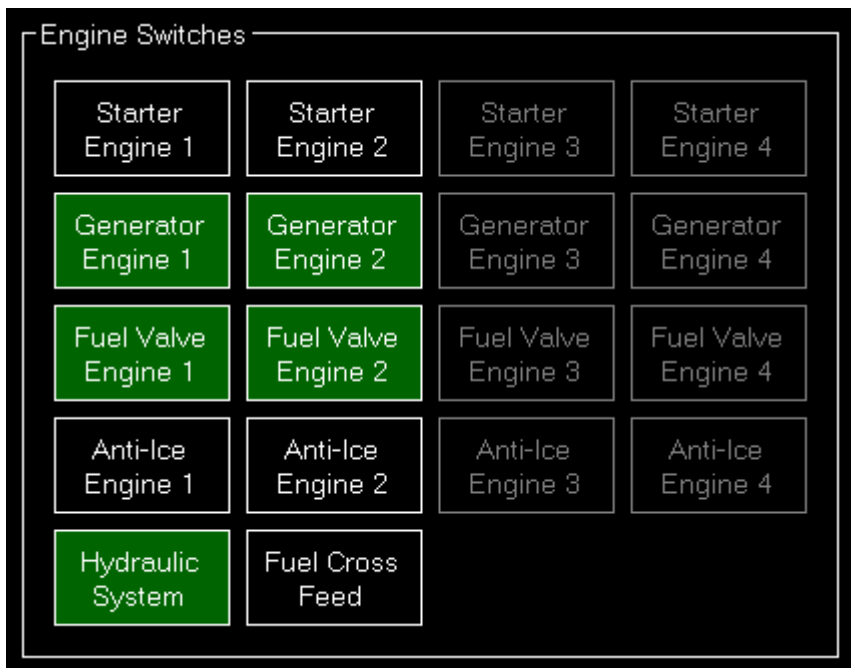 Engine Switches
Starter
Engine 1
Starter
Engine 2
Starter
Engine 3
Starter
Engine 4
Generator
Engine 1
Generator
Engine 2
Generator
Engine 3
Generator
Engine 4
Fuel Valve
Engine 1
Fuel Valve
Engine 2
Fuel Valve
Engine 3
Fuel Valve
Engine 4
Anti-Ice
Engine 1
Anti-Ice
Engine 2
Anti-Ice
Engine 3
Anti-Ice
Engine 4
Hydraulic
System
Fuel Cross
Feed